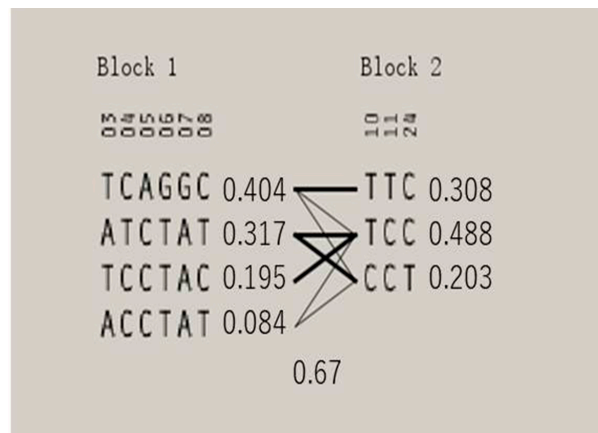 Block 1 Block 2
03 04 05 06 07 08 10 11 24
TCAGGC 0.404 TTC 0.308
ATCTAT 0.317 TCC 0.488
TCCTAC 0.195 CCT 0.203
ACCTAT 0.084
0.67